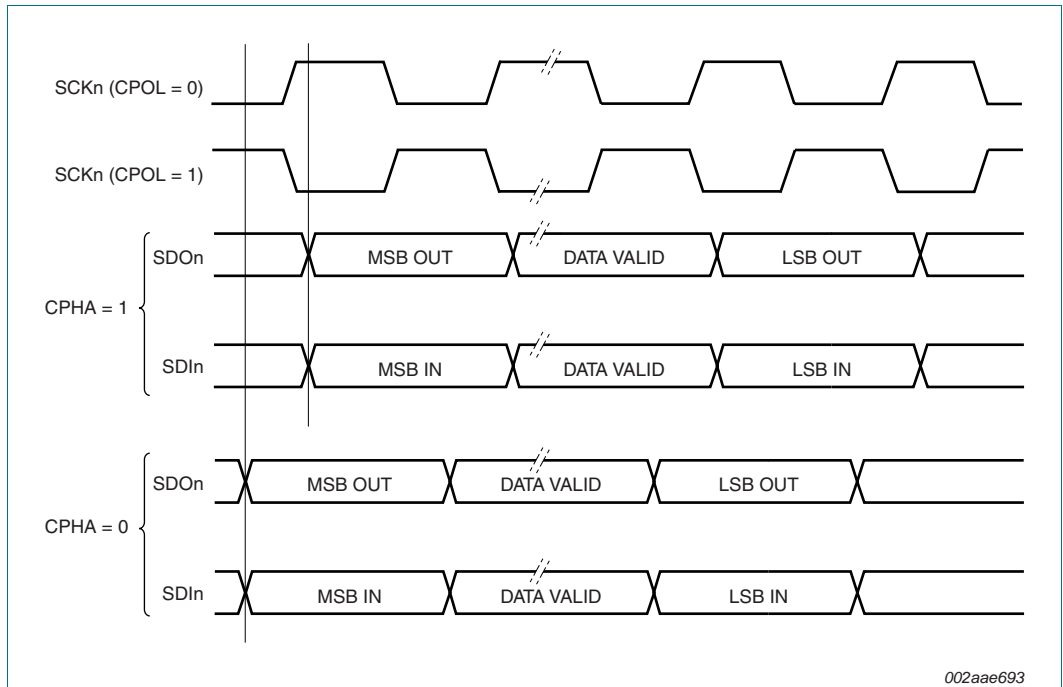 SCKn (CPOL = 0)
SCKn (CPOL = 1)
CPHA = 1
SDOn
MSB OUT
DATA VALID
LSB OUT
SDIn
MSB IN
DATA VALID
LSB IN
CPHA = 0
SDOn
MSB OUT
DATA VALID
LSB OUT
SDIn
MSB IN
DATA VALID
LSB IN
002aae693